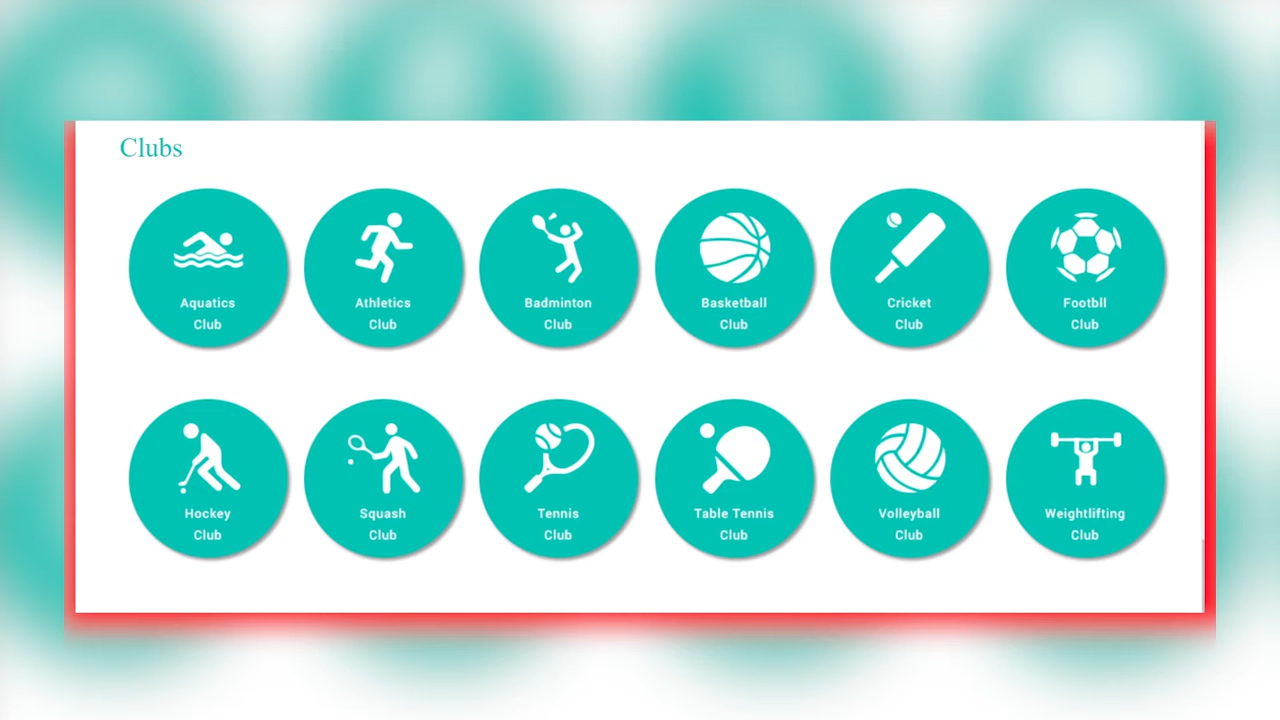 Clubs
Aquatics
Club
Athletics
Club
Badminton
Club
Basketball
Club
Cricket
Club
Footbll
Club
Hockey
Club
Squash
Club
Tennis
Club
Table Tennis
Club
Volleyball
Club
Weightlifting
Club